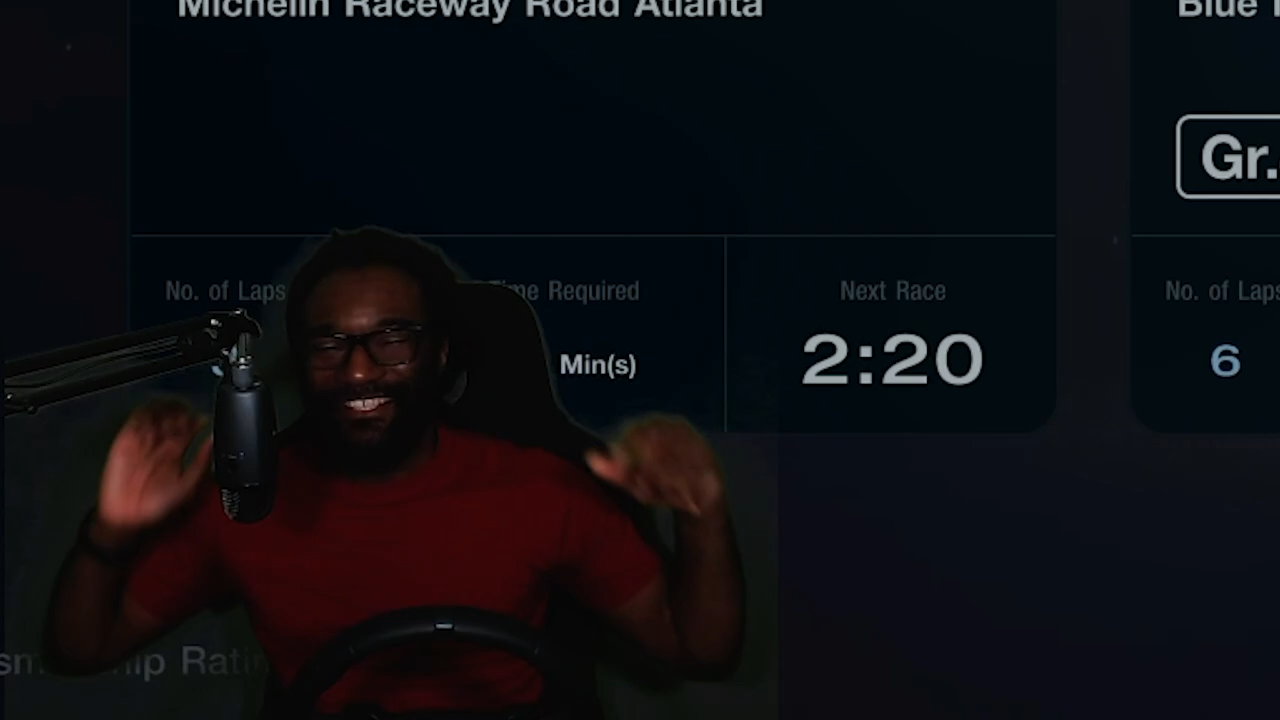 Michelin Raceway Road Atlanta
Blue
Gr.
No. of Laps
Time Required
Next Race
No. of Laps
Min(s)
2:20
6